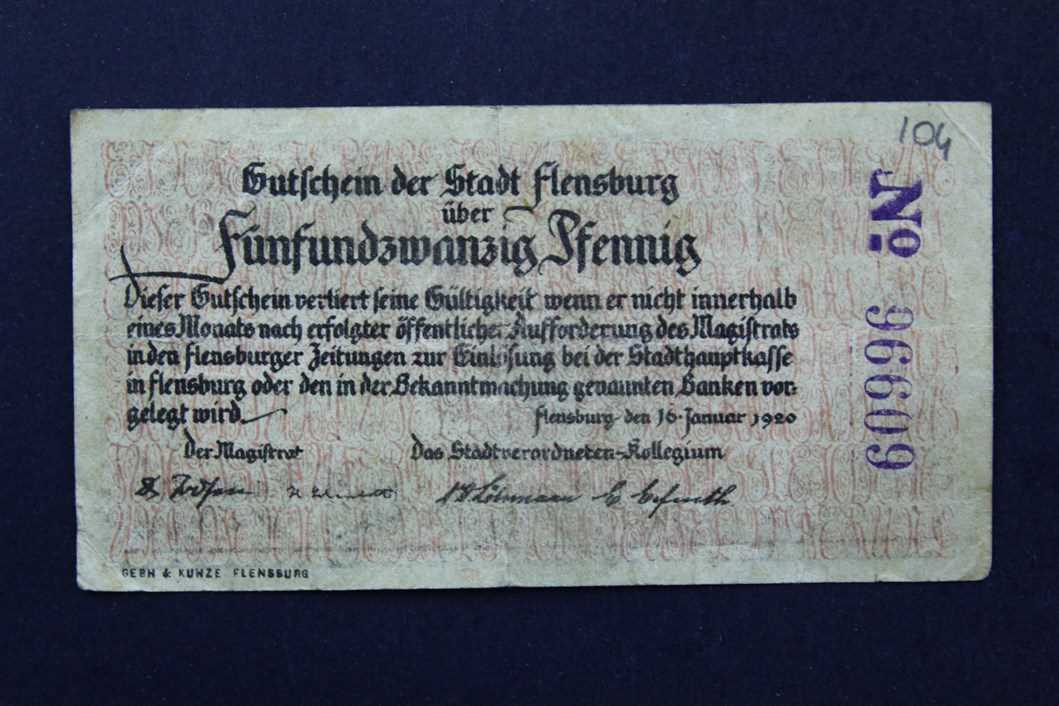 104
Gutschein der Stadt Flensburg
über
Fünfundzwanzig Pfennig
Dieser Gutschein verliert seine Gültigkeit wenn er nicht innerhalb
eines Monats nach erfolgter öffentlicher Aufforderung des Magistrats
in den Flensburger Zeitungen zur Einlösung bei der Stadthauptkasse
in Flensburg oder den in der Bekanntmachung genannten Banken vor-
gelegt wird.
Flensburg den 16. Januar 1920
Der Magistrat Das Stadtverordneten-Kollegium
No 60996
KUNZE FLENSBURG